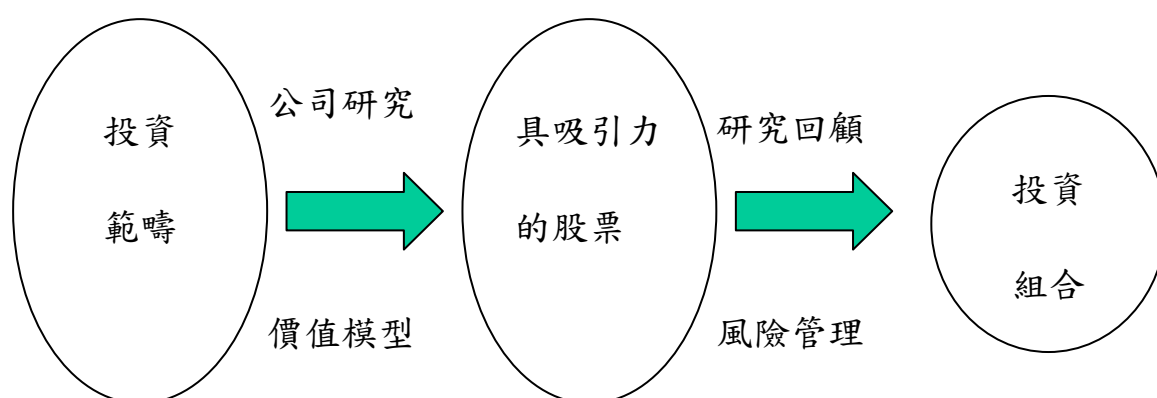 投資
範疇
公司研究
價值模型
具吸引力
的股票
研究回顧
風險管理
投資
組合